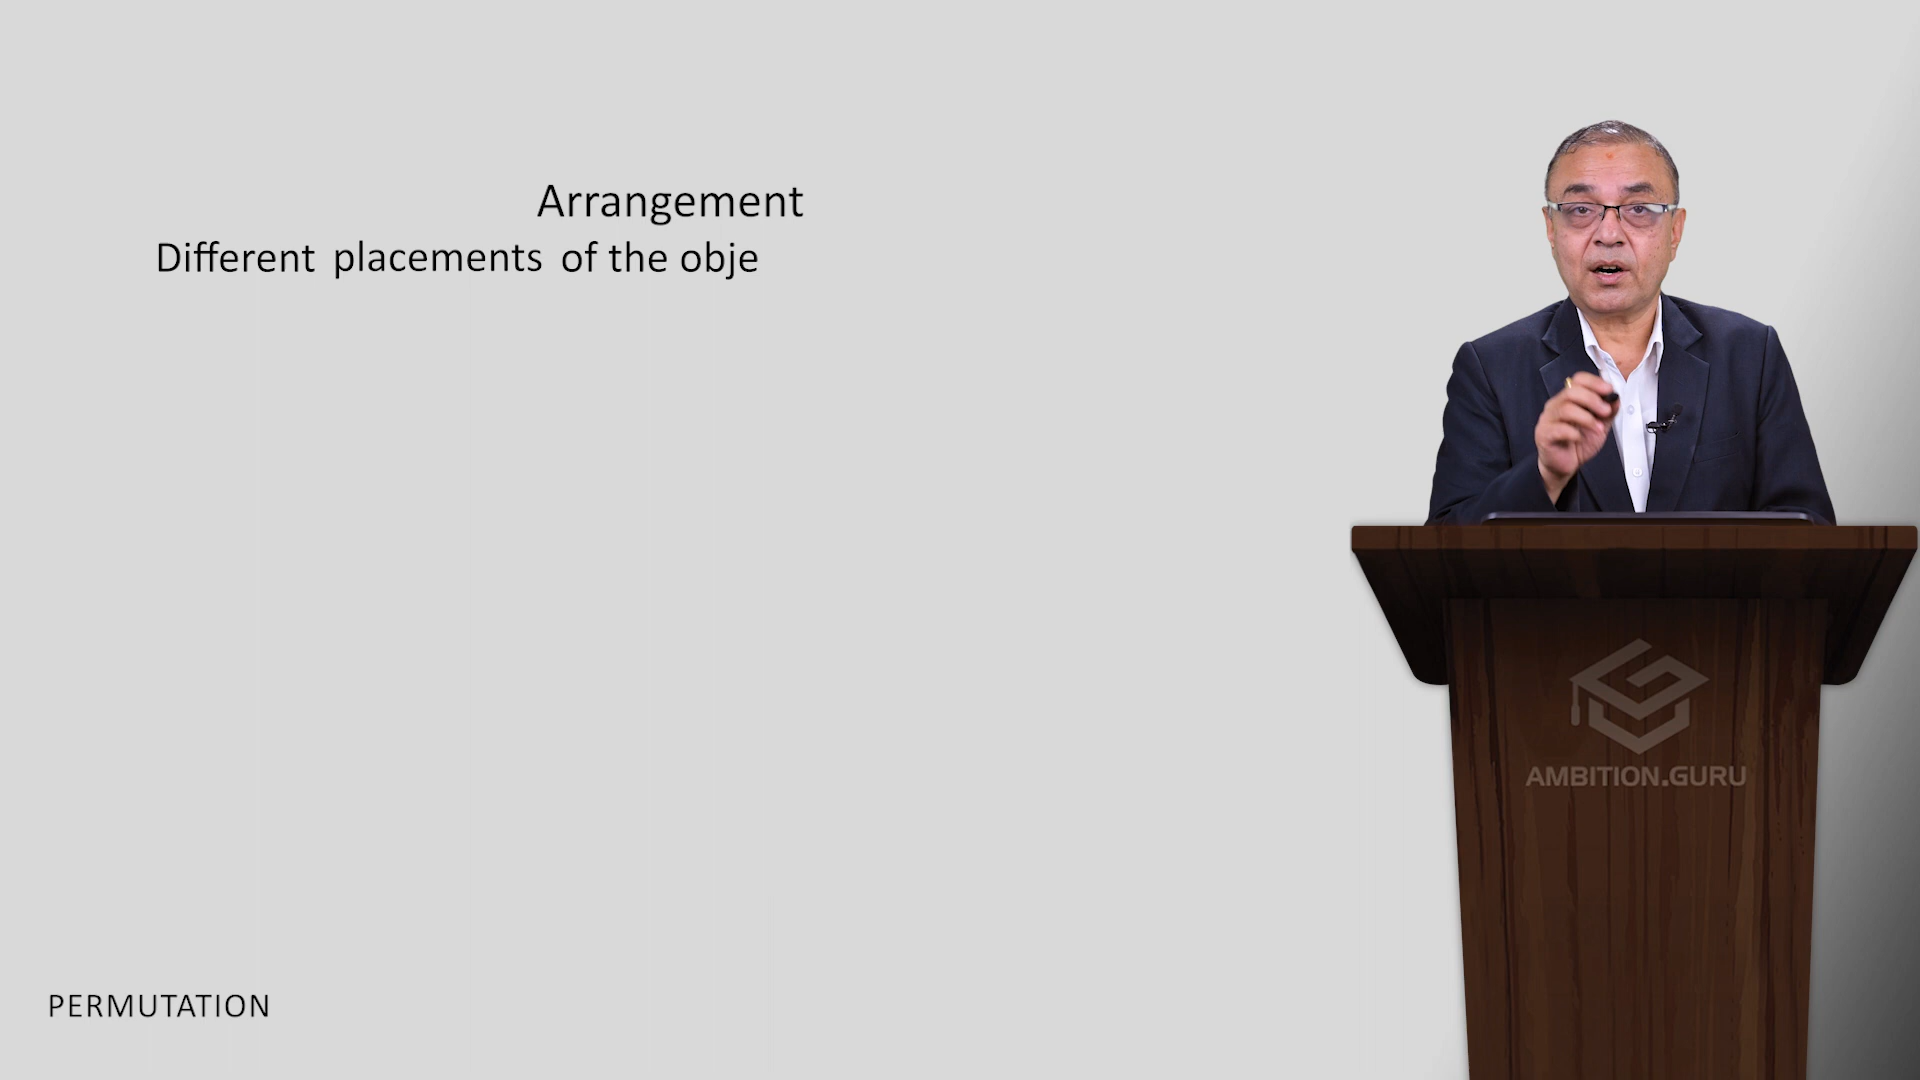 Arrangement
Different placements of the obje
AMBITION.GURU
PERMUTATION